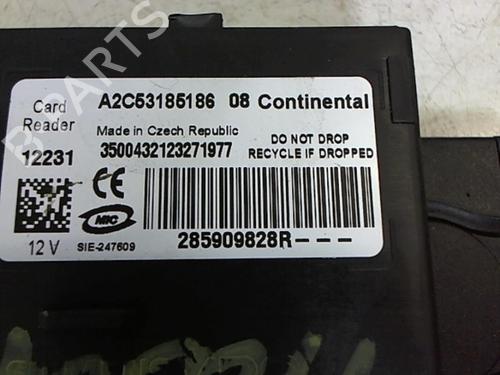 B-PARTS
Card Reader A2C53185186 08 Continental
Made in Czech Republic DO NOT DROP
12231 3500432123271977 RECYCLE IF DROPPED
CE
MIC
12 V SIE-247609 285909828R---